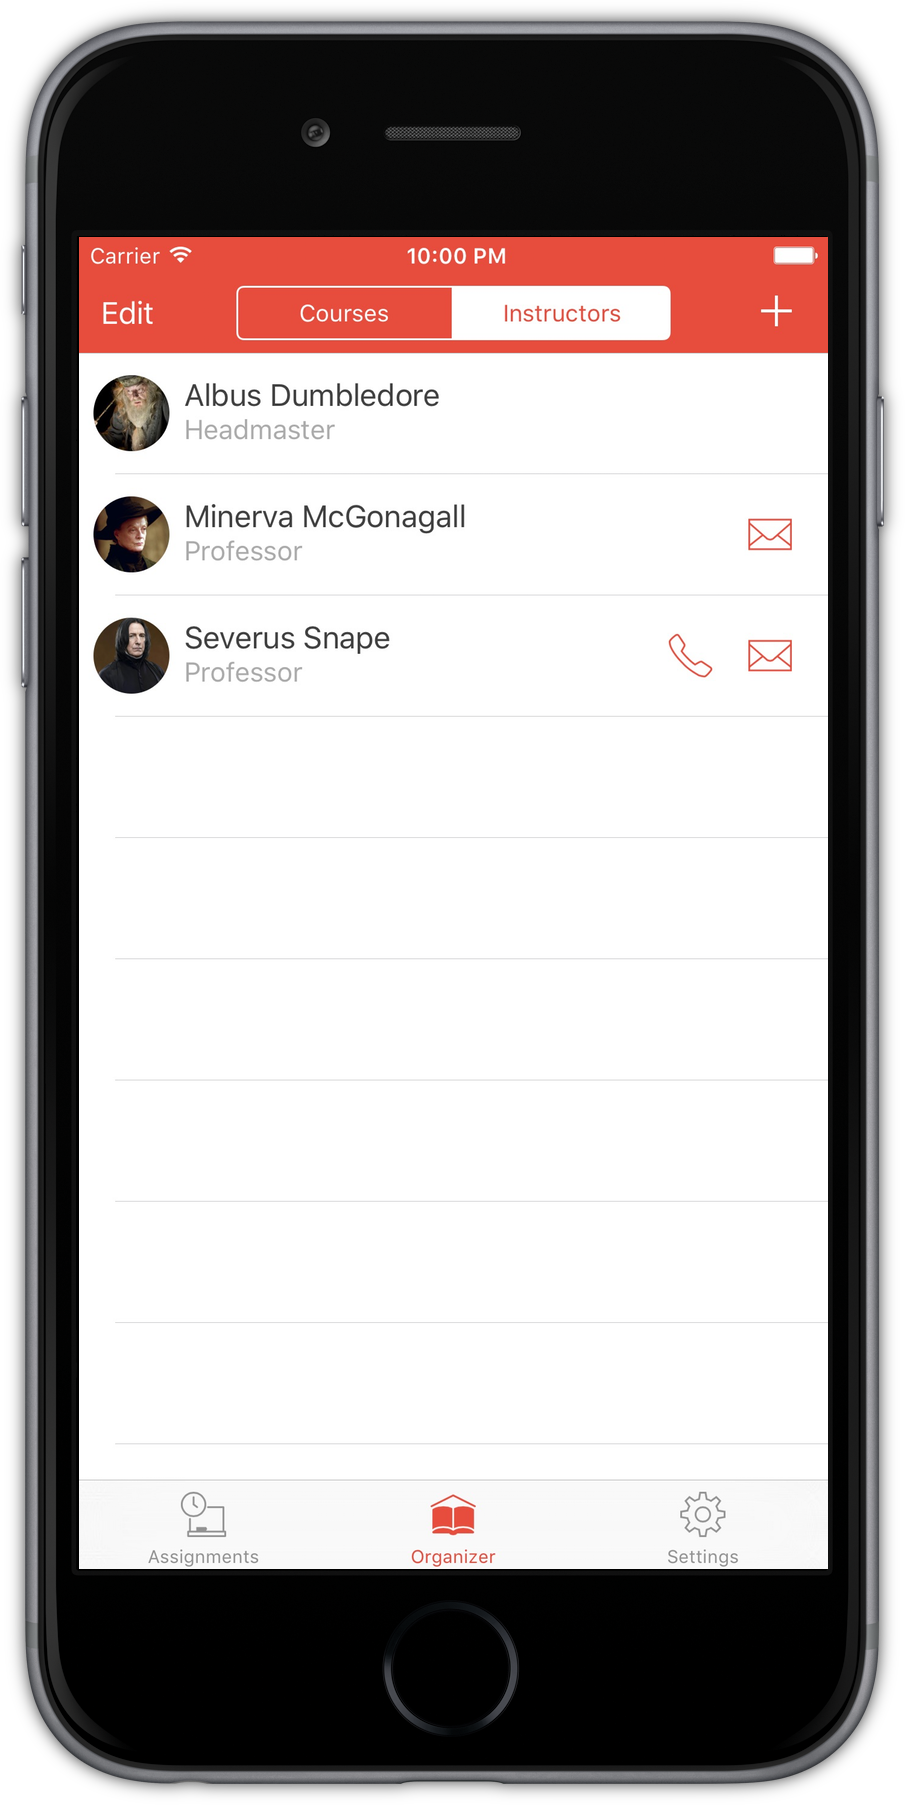 Carrier 10:00 PM
Edit Courses Instructors +
Albus Dumbledore
Headmaster
Minerva McGonagall
Professor
Severus Snape
Professor
Assignments Organizer Settings